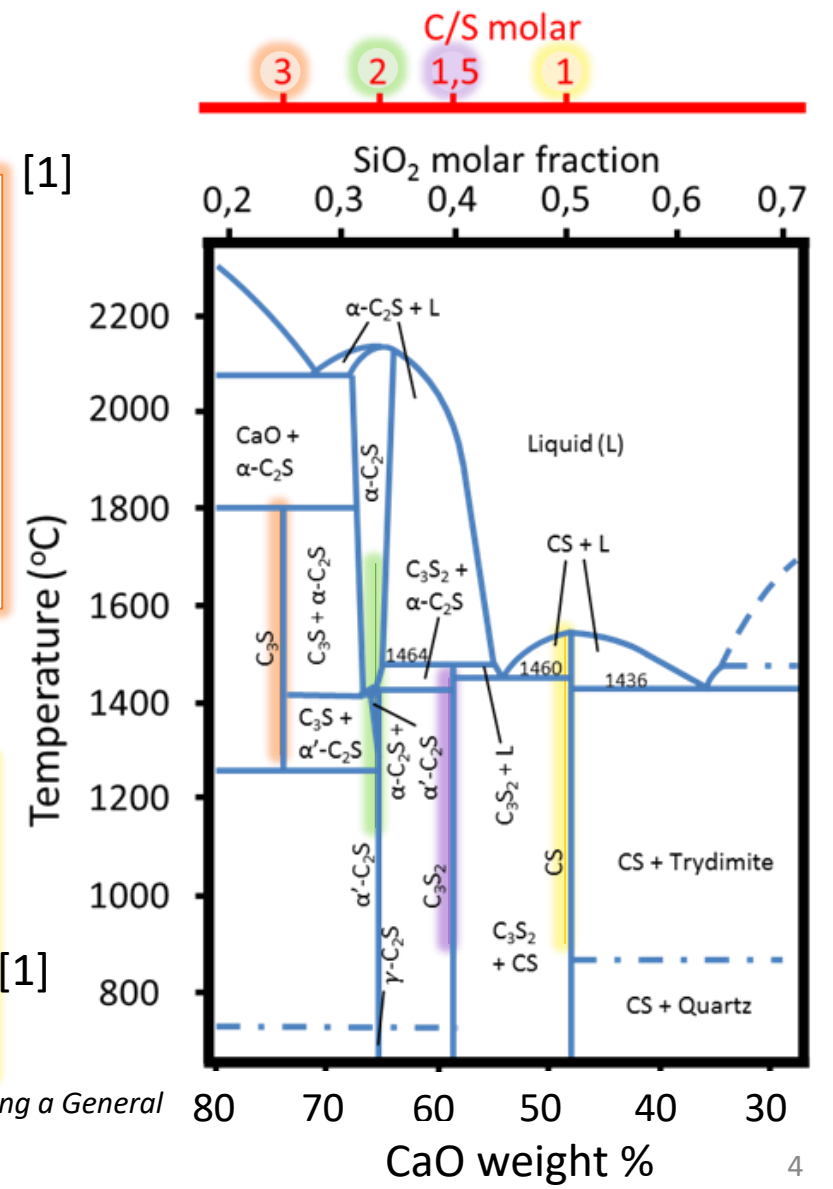 C/S molar
3 2 1,5 1
[1]
SiO₂ molar fraction
0,2 0,3 0,4 0,5 0,6 0,7
Temperature (ºC)
2200
2000
1800
1600
1400
1200
1000
800
α-C₂S + L
CaO +
α-C₂S
α-C₂S
Liquid (L)
CS + L
C₃S
C₃S + α-C₂S
C₃S₂ +
α-C₂S
1464
1460
1436
C₃S +
α’-C₂S
α-C₂S +
α’-C₂S
C₃S₂ + L
α’-C₂S
C₃S₂
CS
CS + Trydimite
γ-C₂S
C₃S₂
+ CS
CS + Quartz
[1]
ng a General
80 70 60 50 40 30
CaO weight %
4